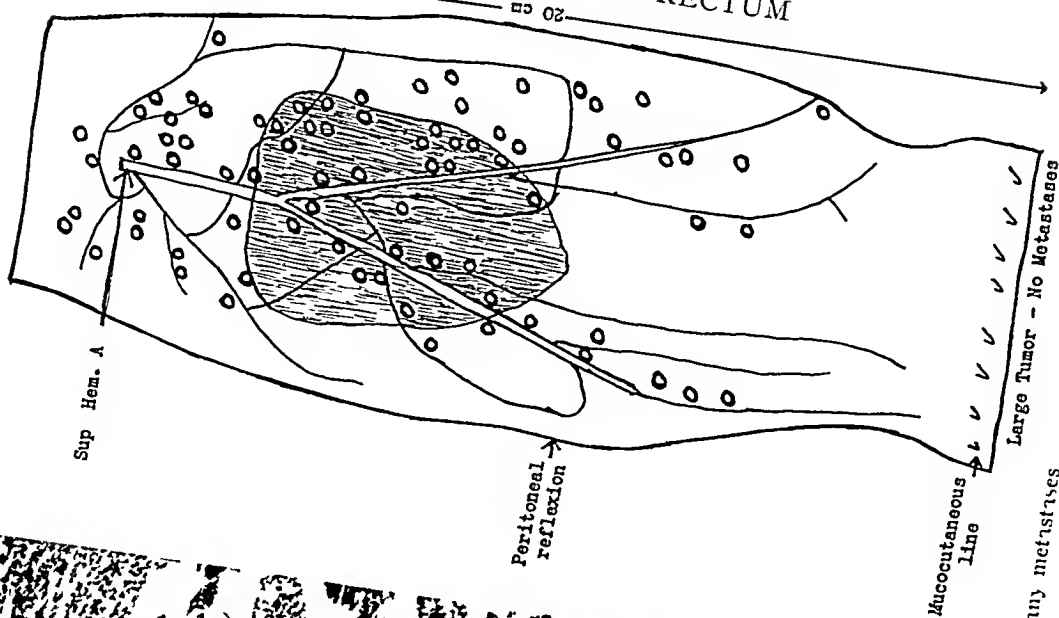 RECTUM
20 cm
Sup Hem. A
Peritoneal
reflexion
Mucocutaneous
line
Large Tumor - No Metastases